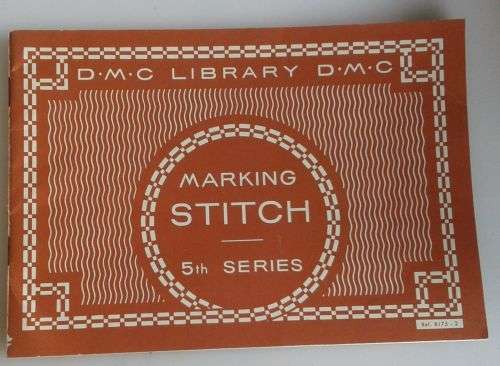 D·M·C LIBRARY D·M·C
MARKING
STITCH
5th SERIES